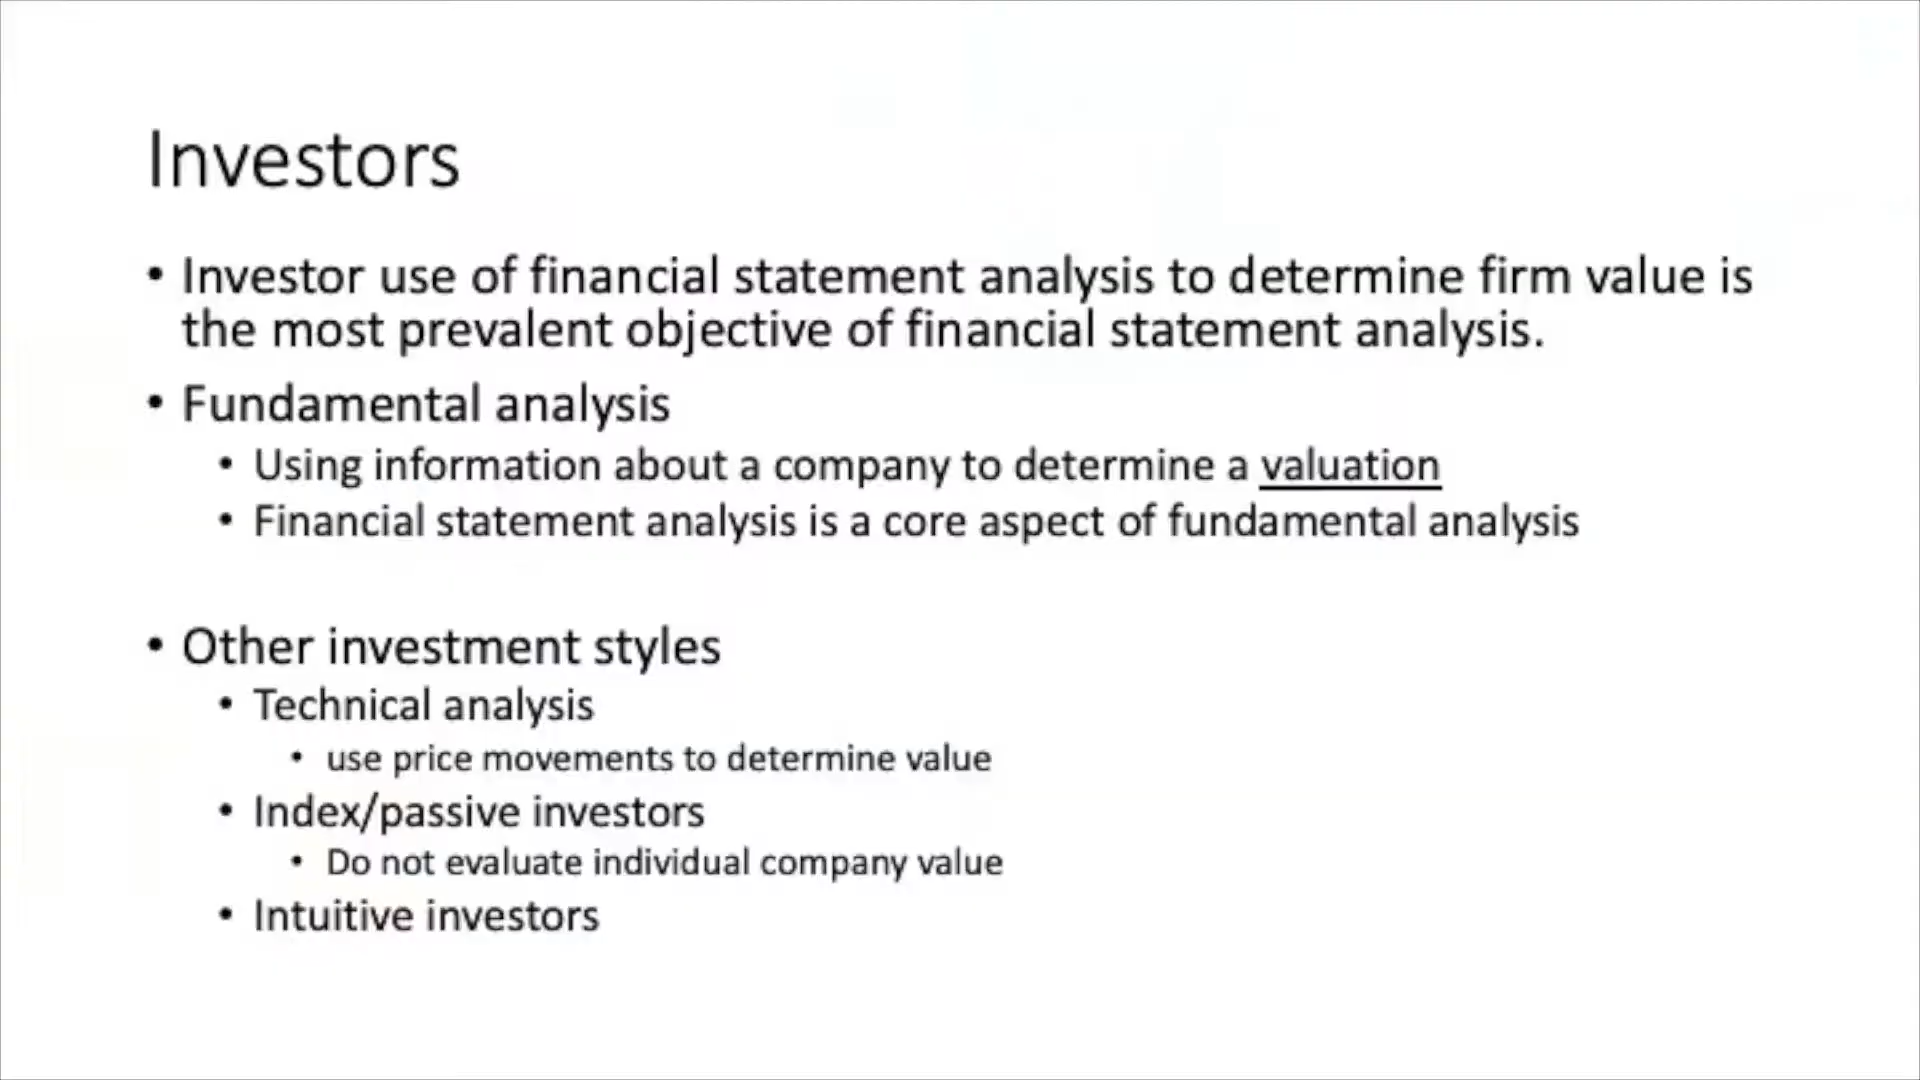 Investors
• Investor use of financial statement analysis to determine firm value is
the most prevalent objective of financial statement analysis.
• Fundamental analysis
• Using information about a company to determine a valuation
• Financial statement analysis is a core aspect of fundamental analysis
• Other investment styles
• Technical analysis
• use price movements to determine value
• Index/passive investors
• Do not evaluate individual company value
• Intuitive investors